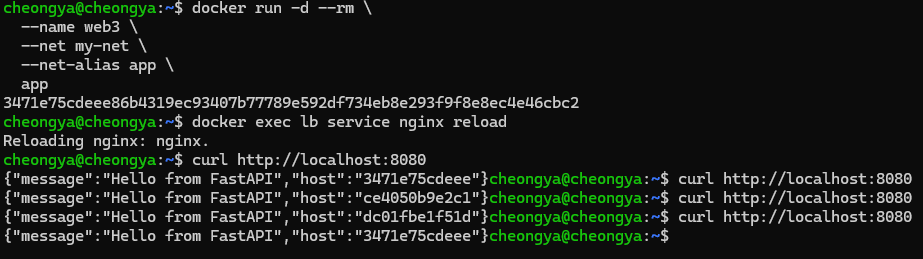 cheongya@cheongya:~$ docker run -d --rm \
  --name web3 \
  --net my-net \
  --net-alias app \
  app
3471e75cdeee86b4319ec93407b77789e592df734eb8e293f9f8e8ec4e46cbc2
cheongya@cheongya:~$ docker exec lb service nginx reload
Reloading nginx: nginx.
cheongya@cheongya:~$ curl http://localhost:8080
{"message":"Hello from FastAPI","host":"3471e75cdeee"}cheongya@cheongya:~$ curl http://localhost:8080
{"message":"Hello from FastAPI","host":"ce4050b9e2c1"}cheongya@cheongya:~$ curl http://localhost:8080
{"message":"Hello from FastAPI","host":"dc01fbe1f51d"}cheongya@cheongya:~$ curl http://localhost:8080
{"message":"Hello from FastAPI","host":"3471e75cdeee"}cheongya@cheongya:~$